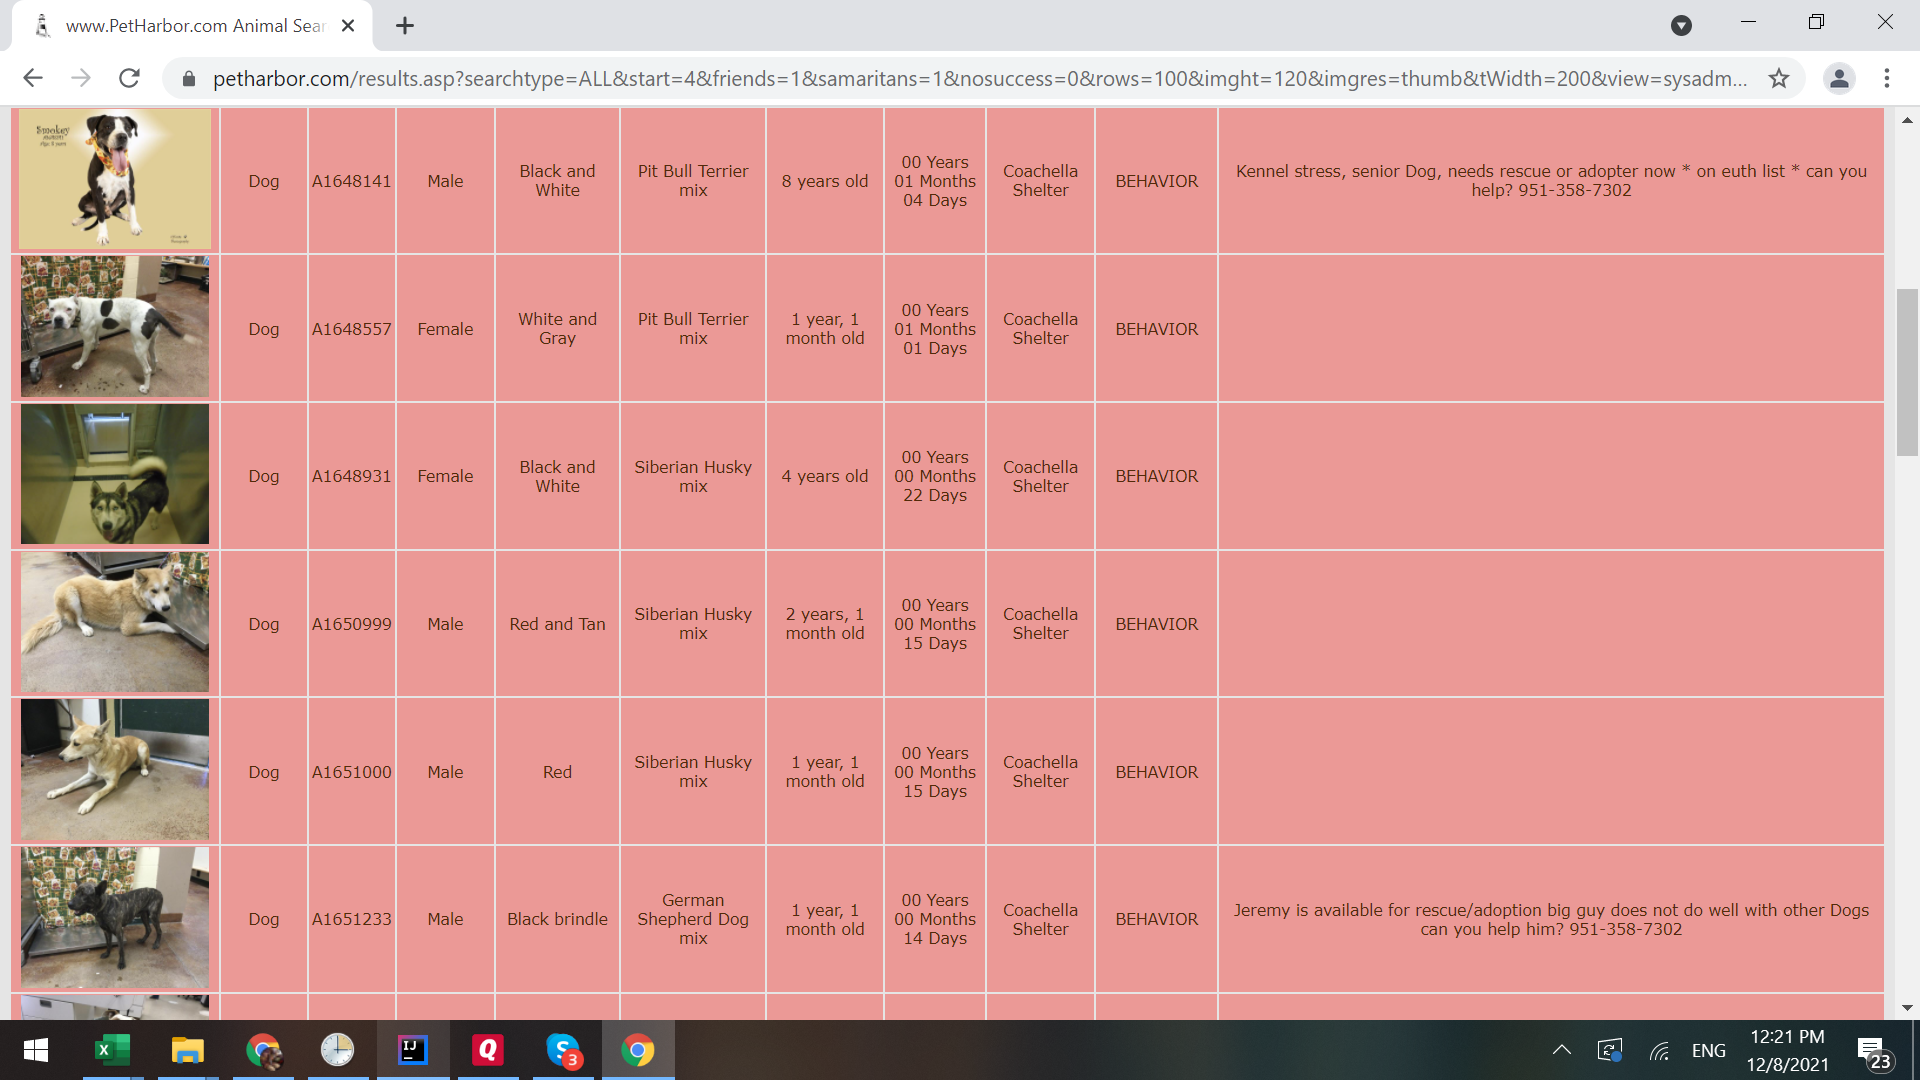 www.PetHarbor.com Animal Sear
petharbor.com/results.asp?searchtype=ALL&start=4&friends=1&samaritans=1&nosuccess=0&rows=100&imght=120&imgres=thumb&tWidth=200&view=sysadm...
Smokey
Dog
A1648141
Male
Black and
White
Pit Bull Terrier
mix
8 years old
00 Years
01 Months
04 Days
Coachella
Shelter
BEHAVIOR
Kennel stress, senior Dog, needs rescue or adopter now * on euth list * can you
help? 951-358-7302
Dog
A1648557
Female
White and
Gray
Pit Bull Terrier
mix
1 year, 1
month old
00 Years
01 Months
01 Days
Coachella
Shelter
BEHAVIOR
Dog
A1648931
Female
Black and
White
Siberian Husky
mix
4 years old
00 Years
00 Months
22 Days
Coachella
Shelter
BEHAVIOR
Dog
A1650999
Male
Red and Tan
Siberian Husky
mix
2 years, 1
month old
00 Years
00 Months
15 Days
Coachella
Shelter
BEHAVIOR
Dog
A1651000
Male
Red
Siberian Husky
mix
1 year, 1
month old
00 Years
00 Months
15 Days
Coachella
Shelter
BEHAVIOR
Dog
A1651233
Male
Black brindle
German
Shepherd Dog
mix
1 year, 1
month old
00 Years
00 Months
14 Days
Coachella
Shelter
BEHAVIOR
Jeremy is available for rescue/adoption big guy does not do well with other Dogs
can you help him? 951-358-7302
X
IJ
Q
S
3
ENG
12:21 PM
12/8/2021
23